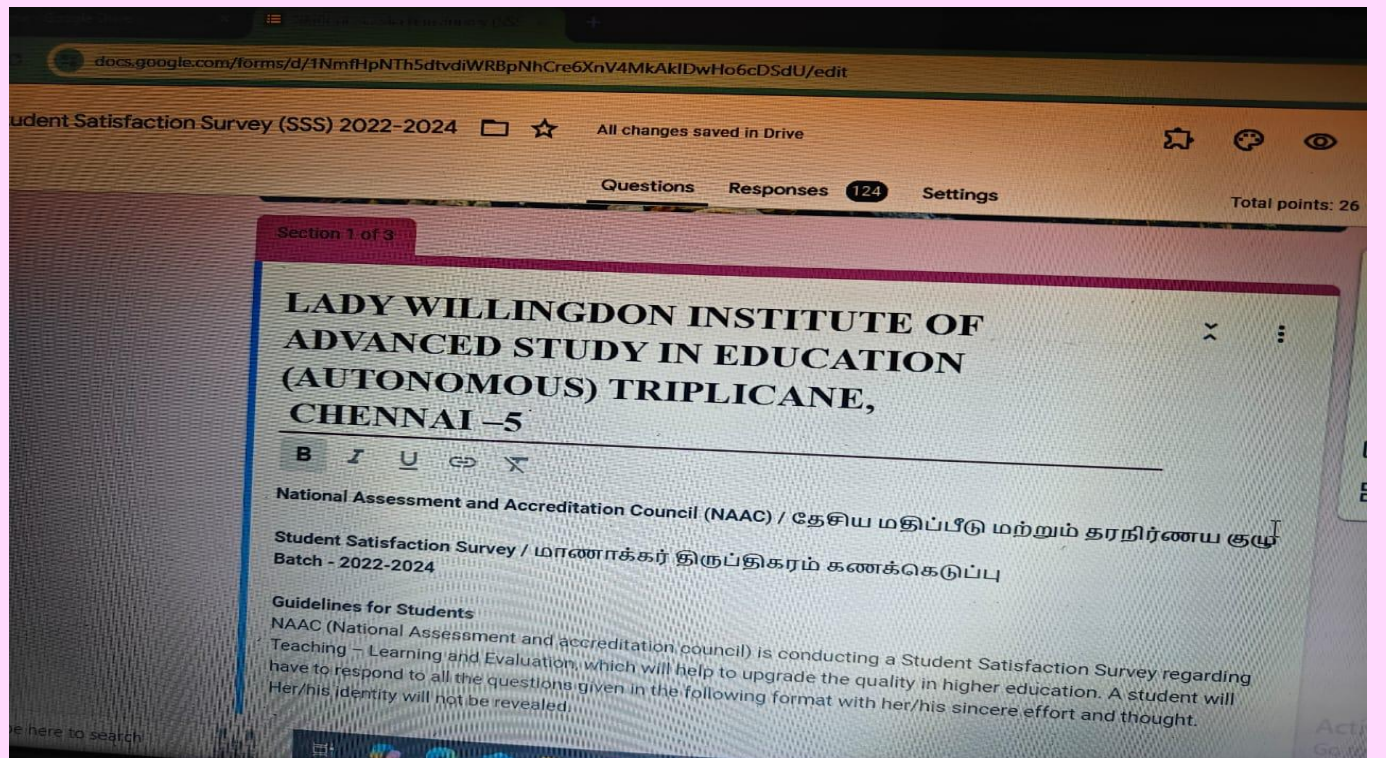 docs.google.com/forms/d/1NmfHpNTh5dtvdiWRBpNhCre6XnV4MkAkIDwHo6cDSdU/edit
udent Satisfaction Survey (SSS) 2022-2024 All changes saved in Drive
Questions Responses 124 Settings
Total points: 26
Section 1 of 3
LADY WILLINGDON INSTITUTE OF
ADVANCED STUDY IN EDUCATION
(AUTONOMOUS) TRIPLICANE,
CHENNAI –5
B I U
National Assessment and Accreditation Council (NAAC) / தேசிய மதிப்பீடு மற்றும் தரநிர்ணய குழு
Student Satisfaction Survey / மாணாக்கர் திருப்திகரம் கணக்கெடுப்பு
Batch - 2022-2024
Guidelines for Students
NAAC (National Assessment and accreditation council) is conducting a Student Satisfaction Survey regarding
Teaching – Learning and Evaluation, which will help to upgrade the quality in higher education. A student will
have to respond to all the questions given in the following format with her/his sincere effort and thought.
Her/his identity will not be revealed.
e here to search